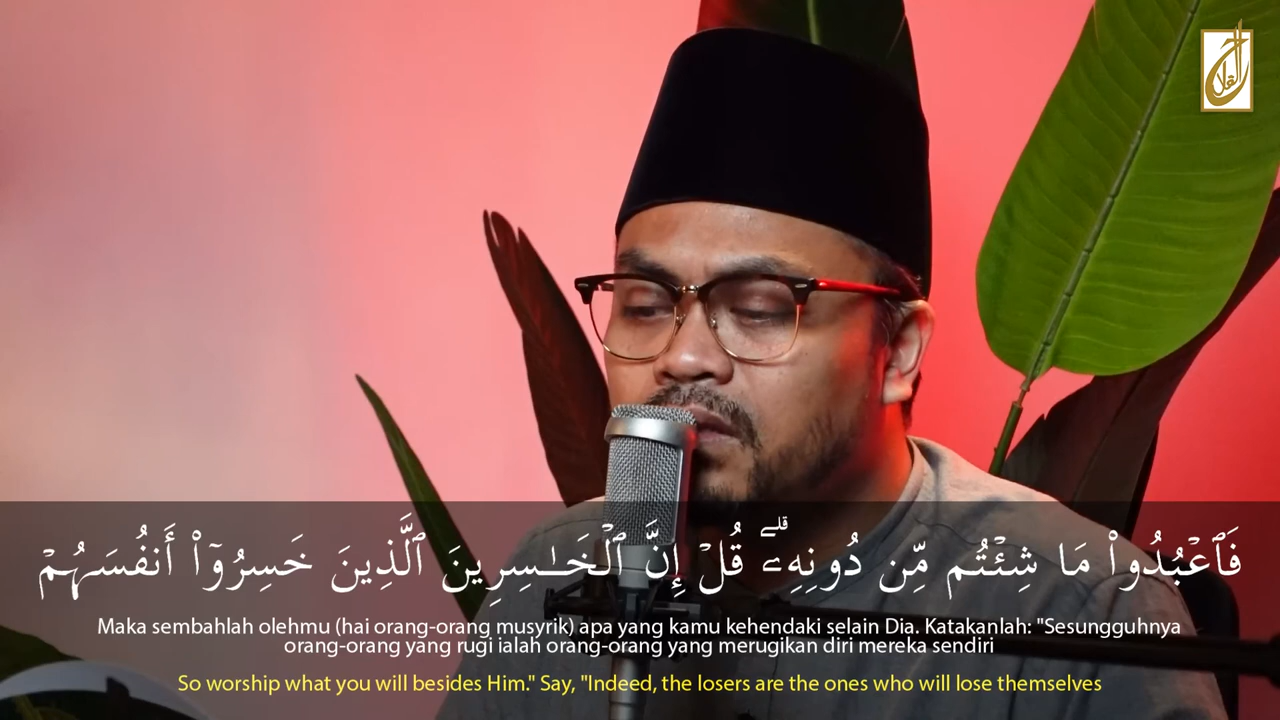 فَٱعْبُدُوا۟ مَا شِئْتُم مِّن دُونِهِۦ ۗ قُلْ إِنَّ ٱلْخَـٰسِرِينَ ٱلَّذِينَ خَسِرُوٓا۟ أَنفُسَهُمْ
Maka sembahlah olehmu (hai orang-orang musyrik) apa yang kamu kehendaki selain Dia. Katakanlah: "Sesungguhnya
orang-orang yang rugi ialah orang-orang yang merugikan diri mereka sendiri
So worship what you will besides Him." Say, "Indeed, the losers are the ones who will lose themselves